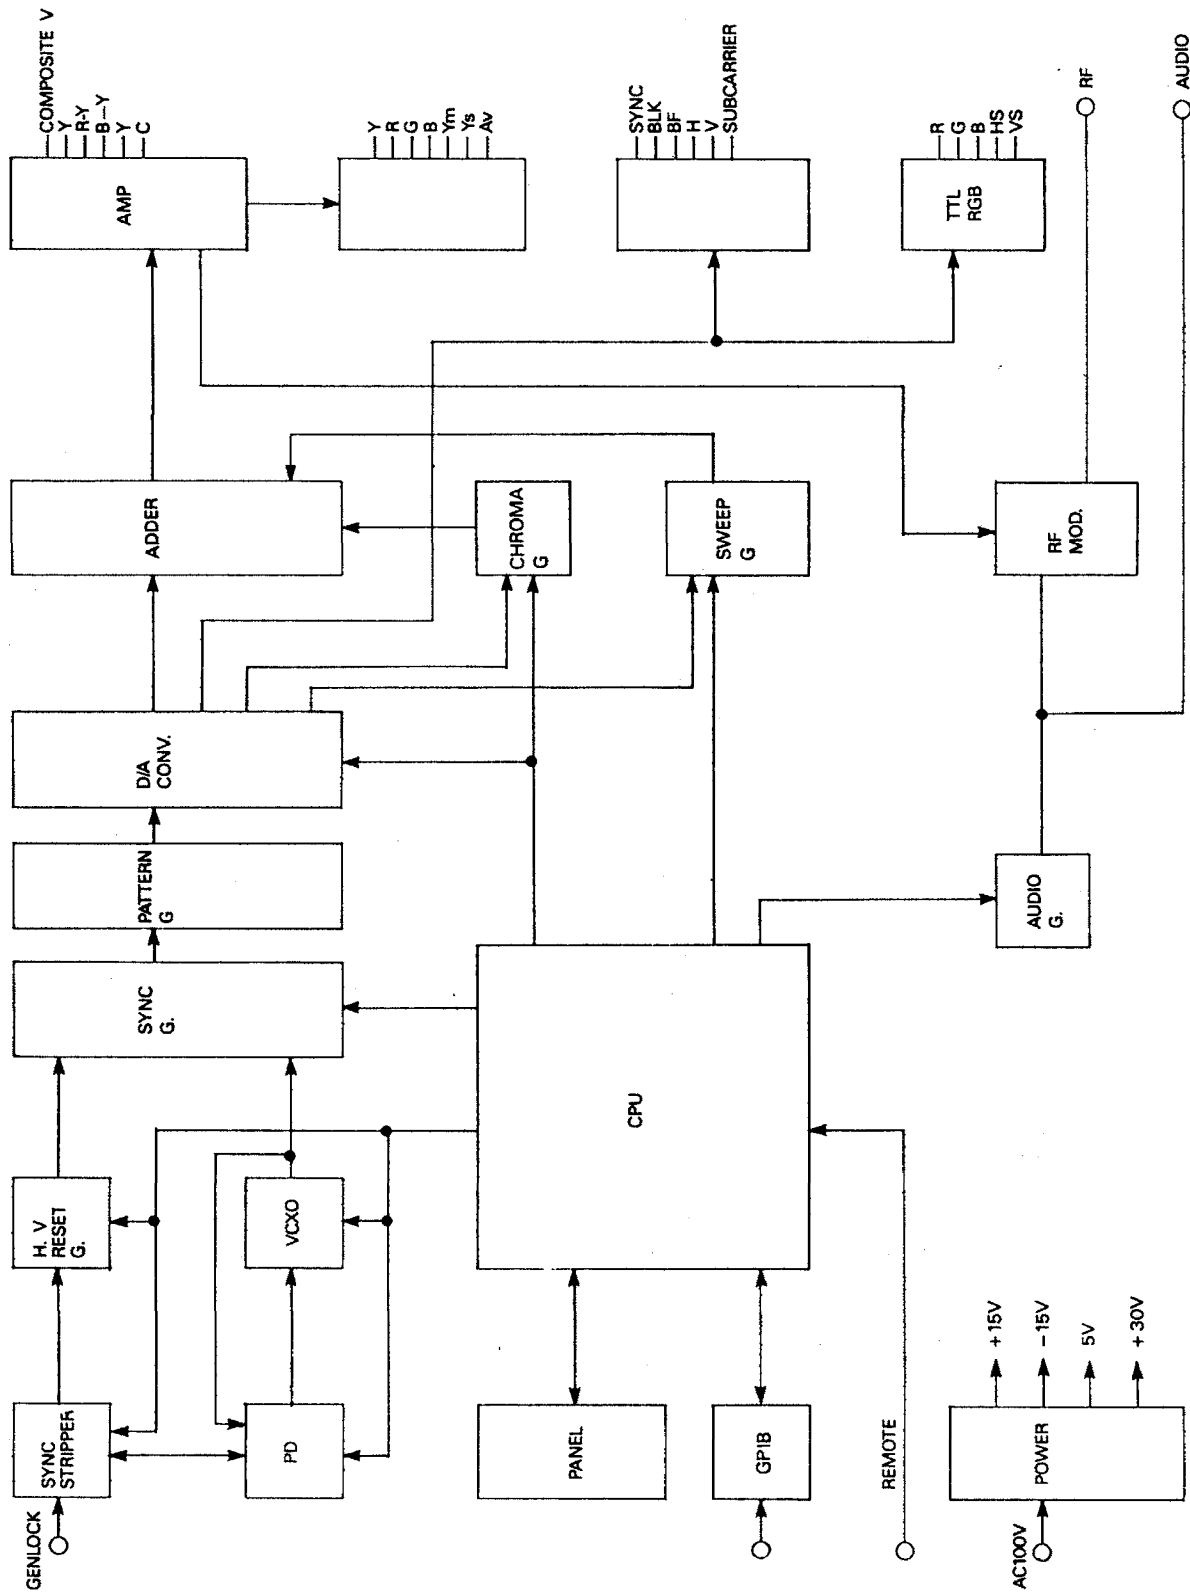 GENLOCK
SYNC
STRIPPER
H. V
RESET
G.
SYNC
G.
PATTERN
G
D/A
CONV.
ADDER
AMP
COMPOSITE V
Y
R-Y
B-Y
Y
C
PD
VCXO
Y
R
G
B
Ym
Ys
Av
PANEL
CPU
CHROMA
G
GPIB
SWEEP
G
SYNC
BLK
BF
H
V
SUBCARRIER
REMOTE
TTL
RGB
R
G
B
HS
VS
AC100V
POWER
+15V
-15V
5V
+30V
AUDIO
G.
RF
MOD.
RF
AUDIO